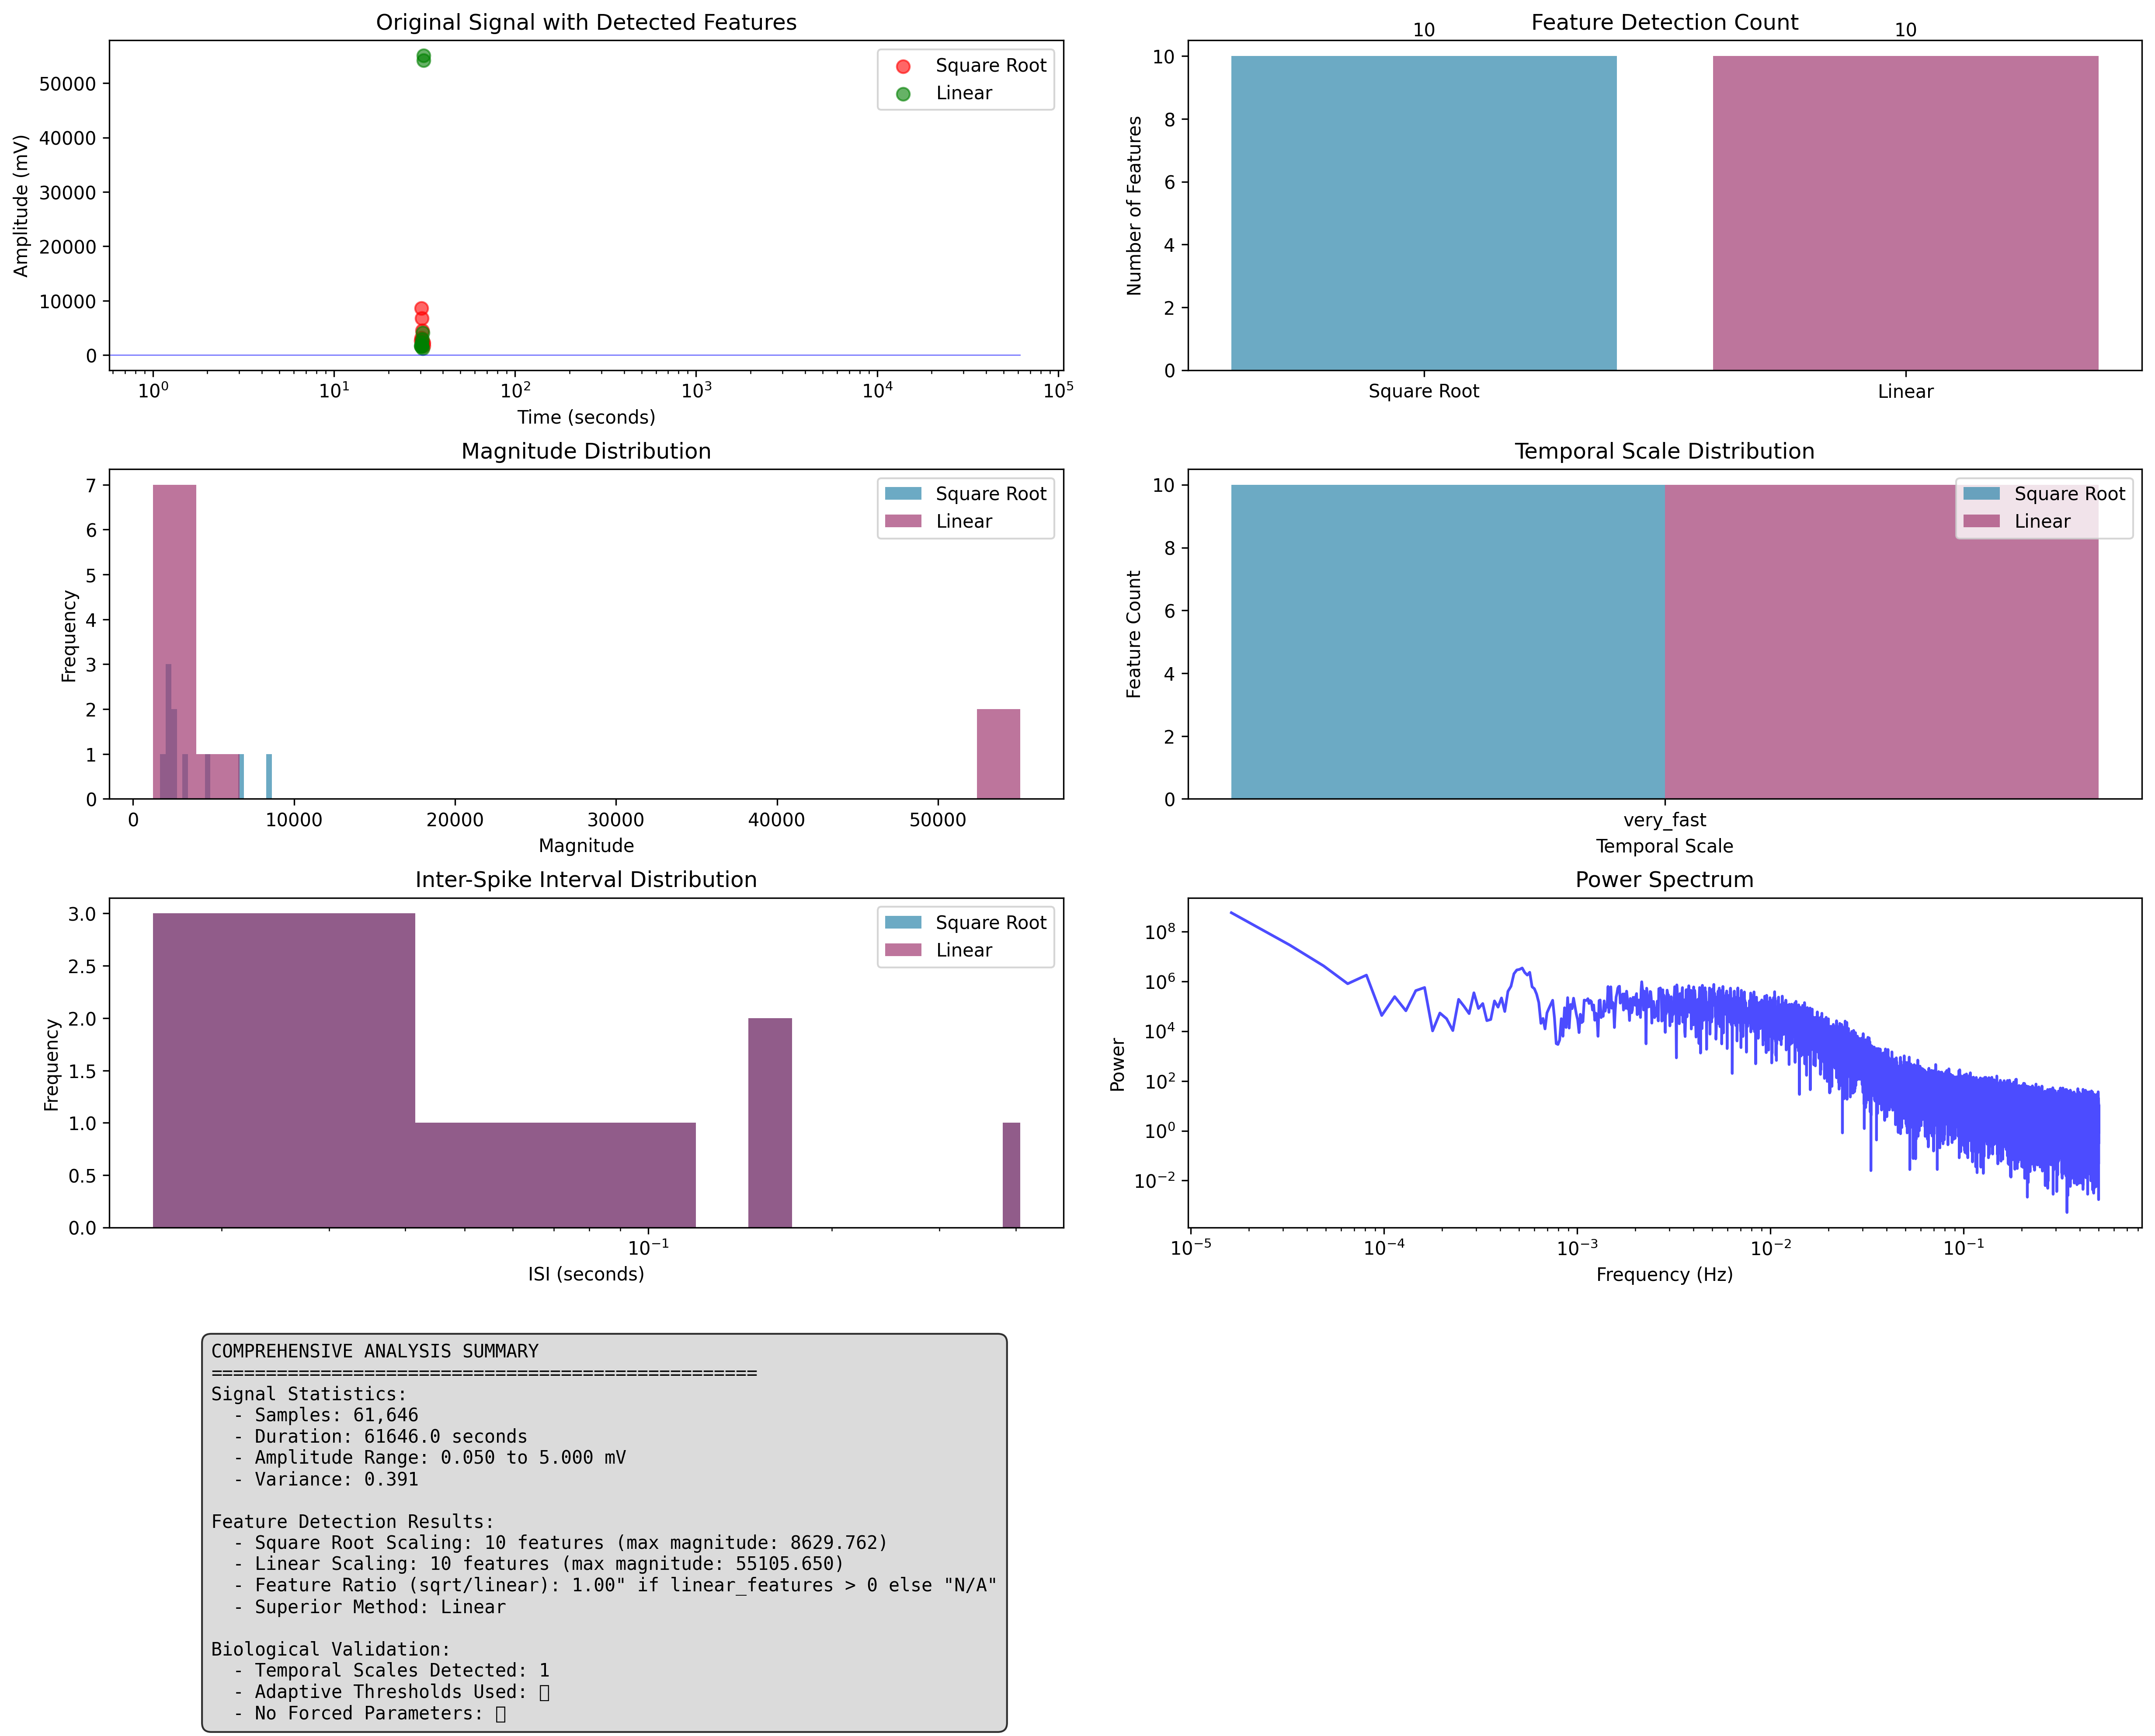 Original Signal with Detected Features
Amplitude (mV)
50000
40000
30000
20000
10000
0
Square Root
Linear
10⁰ 10¹ 10² 10³ 10⁴ 10⁵
Time (seconds)
Feature Detection Count
10 10
Number of Features
10
8
6
4
2
0
Square Root Linear
Magnitude Distribution
Frequency
7
6
5
4
3
2
1
0
Square Root
Linear
0 10000 20000 30000 40000 50000
Magnitude
Temporal Scale Distribution
Feature Count
10
8
6
4
2
0
Square Root
Linear
very_fast
Temporal Scale
Inter-Spike Interval Distribution
Frequency
3.0
2.5
2.0
1.5
1.0
0.5
0.0
Square Root
Linear
10⁻¹
ISI (seconds)
Power Spectrum
Power
10⁸
10⁶
10⁴
10²
10⁰
10⁻²
10⁻⁵ 10⁻⁴ 10⁻³ 10⁻² 10⁻¹
Frequency (Hz)
COMPREHENSIVE ANALYSIS SUMMARY
==================================================
Signal Statistics:
- Samples: 61,646
- Duration: 61646.0 seconds
- Amplitude Range: 0.050 to 5.000 mV
- Variance: 0.391
Feature Detection Results:
- Square Root Scaling: 10 features (max magnitude: 8629.762)
- Linear Scaling: 10 features (max magnitude: 55105.650)
- Feature Ratio (sqrt/linear): 1.00" if linear_features > 0 else "N/A"
- Superior Method: Linear
Biological Validation:
- Temporal Scales Detected: 1
- Adaptive Thresholds Used: ▯
- No Forced Parameters: ▯